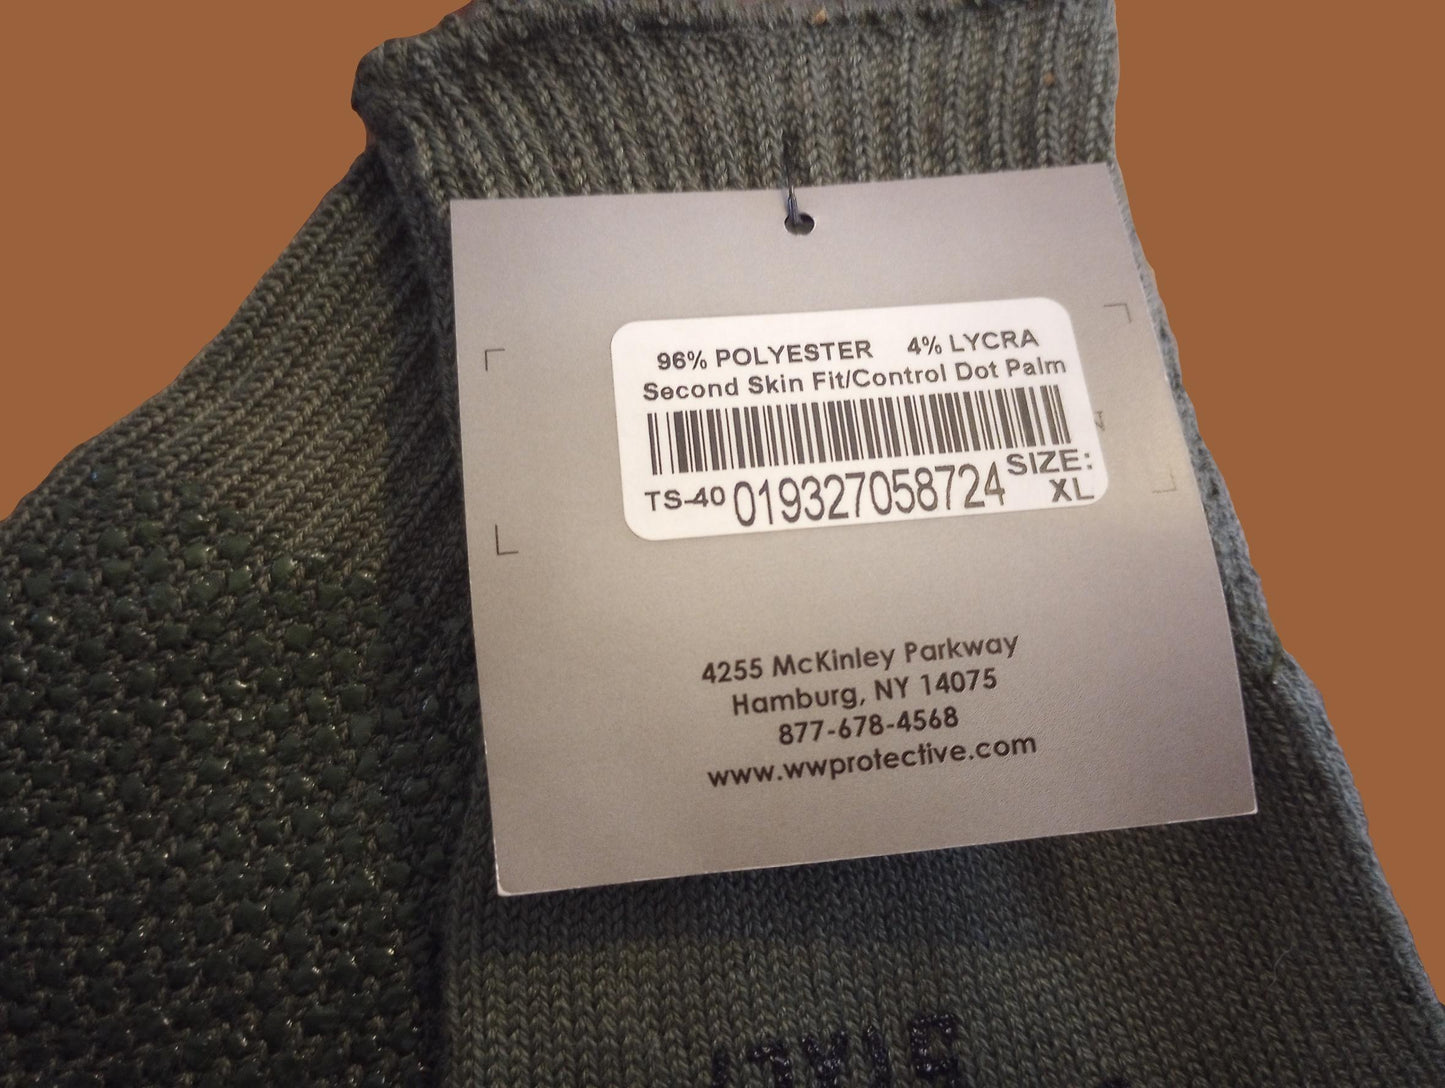 96% POLYESTER 4% LYCRA
Second Skin Fit/Control Dot Palm
TS-40 019327058724 SIZE: XL
4255 McKinley Parkway
Hamburg, NY 14075
877-678-4568
www.wwprotective.com